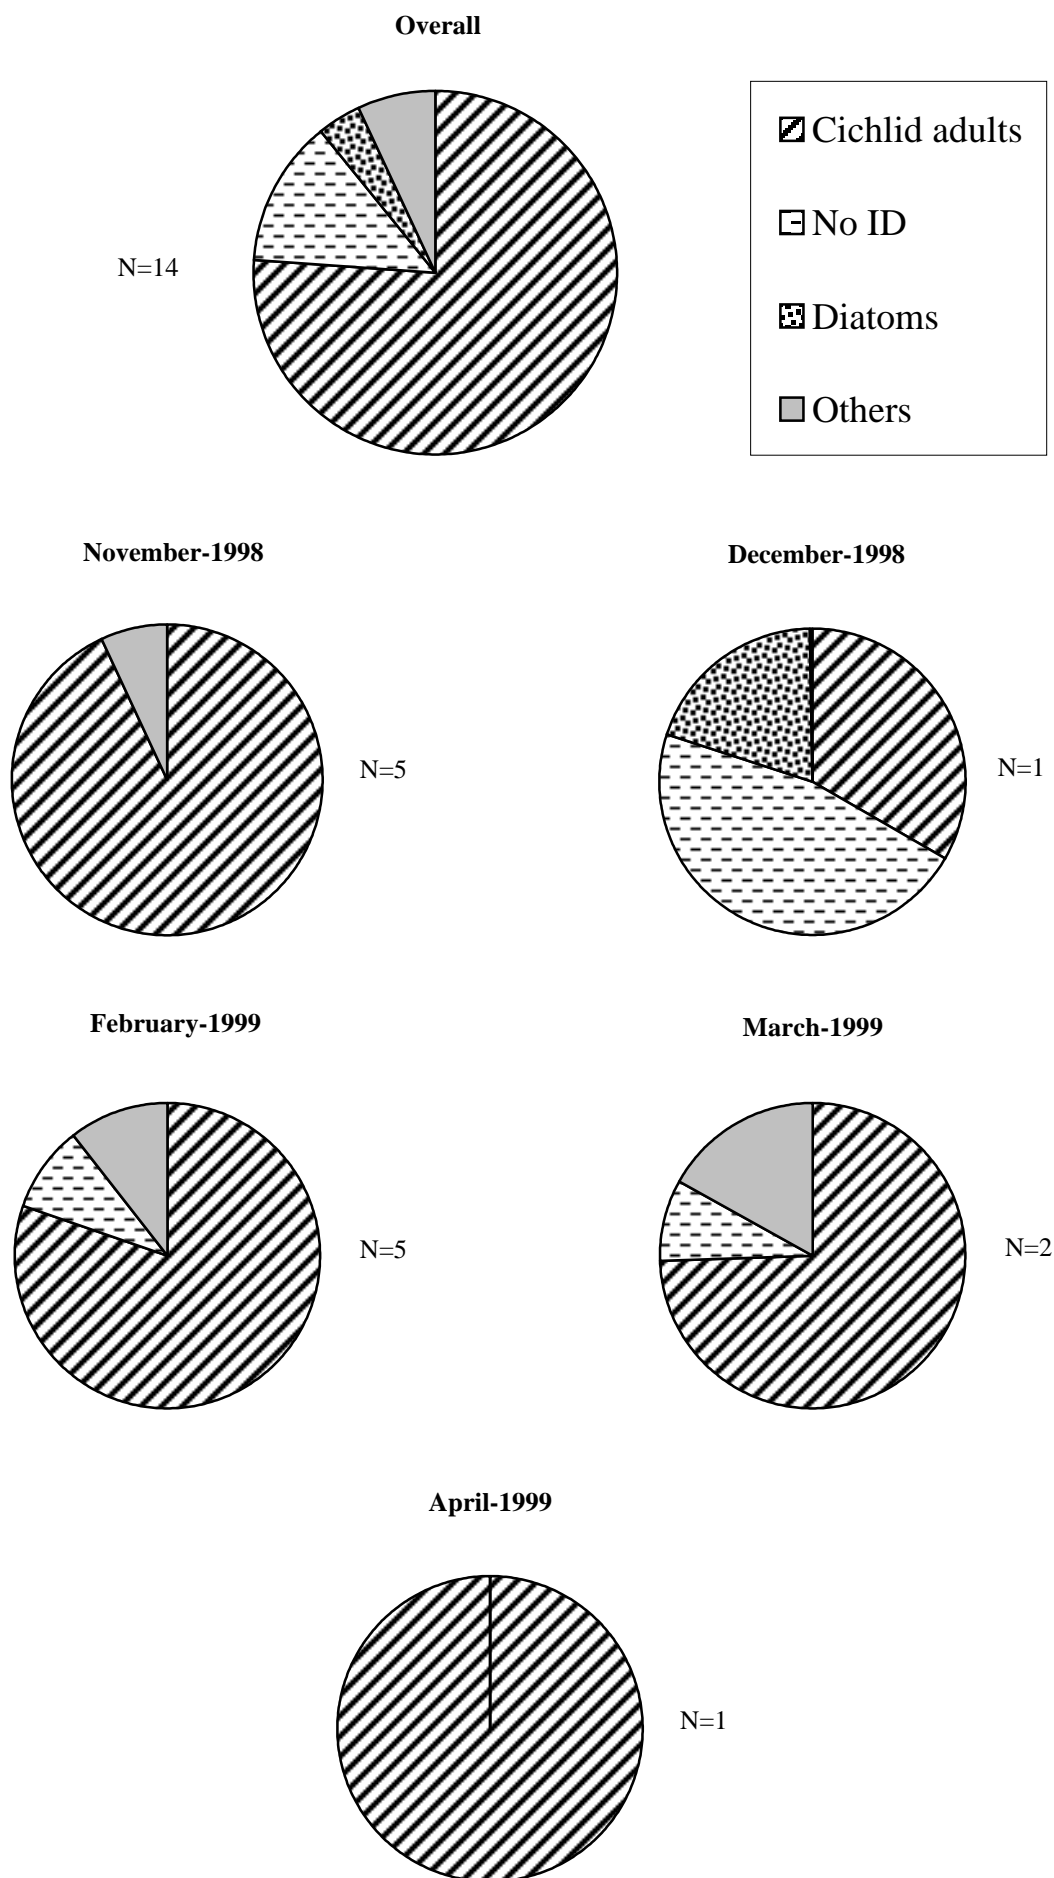 Overall
Cichlid adults
No ID
Diatoms
Others
N=14
November-1998
December-1998
N=5
N=1
February-1999
March-1999
N=5
N=2
April-1999
N=1